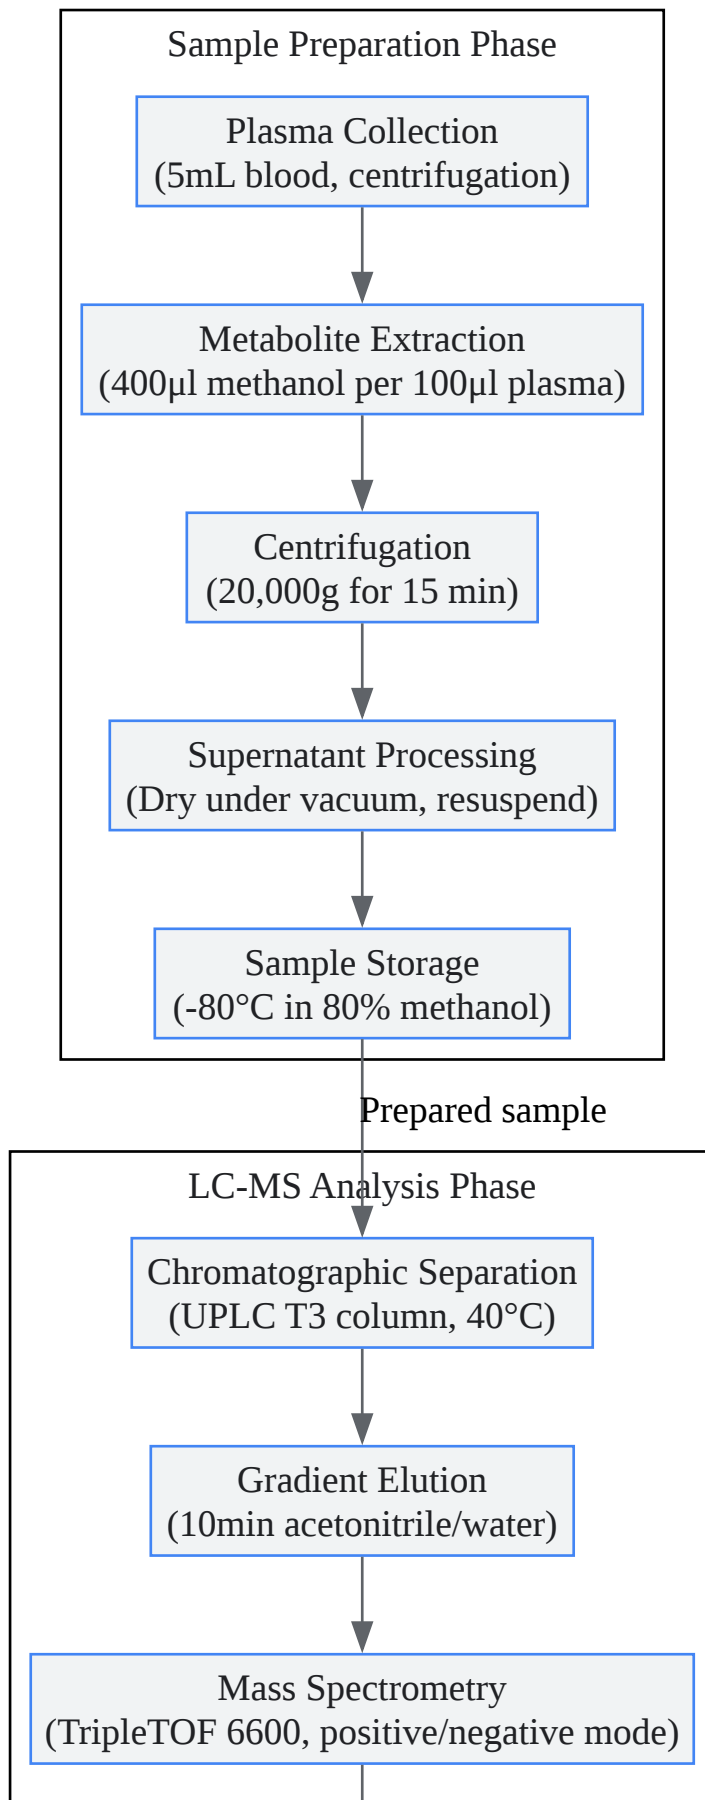 Sample Preparation Phase
Plasma Collection
(5mL blood, centrifugation)
Metabolite Extraction
(400μl methanol per 100μl plasma)
Centrifugation
(20,000g for 15 min)
Supernatant Processing
(Dry under vacuum, resuspend)
Sample Storage
(-80°C in 80% methanol)
Prepared sample
LC-MS Analysis Phase
Chromatographic Separation
(UPLC T3 column, 40°C)
Gradient Elution
(10min acetonitrile/water)
Mass Spectrometry
(TripleTOF 6600, positive/negative mode)